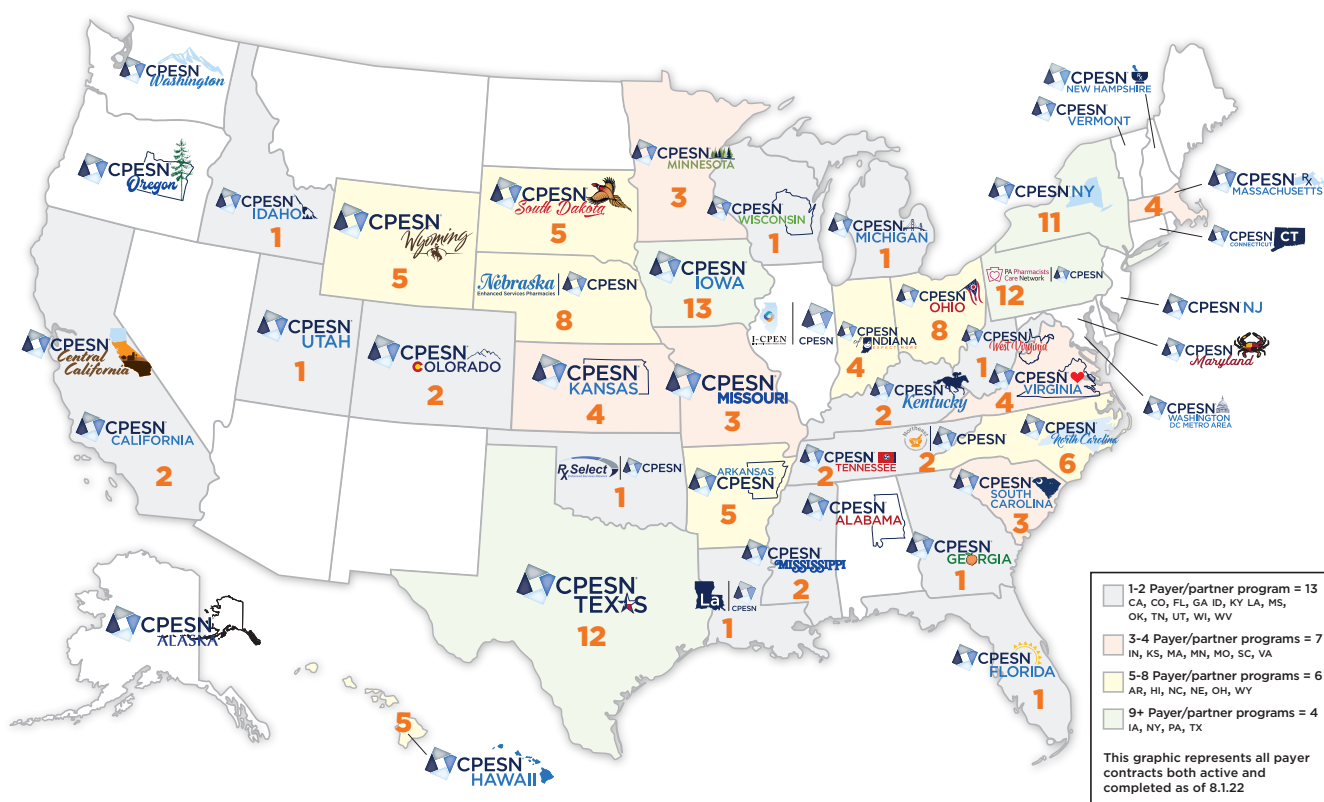 CPESN
Washington
CPESN
Oregon
CPESN
IDAHO
1
CPESN
Wyoming
5
CPESN
South Dakota
5
Nebraska
Enhanced Services Pharmacies
CPESN
8
CPESN
MINNESOTA
3
CPESN
WISCONSIN
1
CPESN
MICHIGAN
1
CPESN
IOWA
13
CPESN
NEW HAMPSHIRE
CPESN
VERMONT
CPESN Rx
MASSACHUSETTS
4
CPESN NY
11
CPESN CT
CONNECTICUT
PA Pharmacists
Care Network
CPESN
12
CPESN NJ
CPESN
Maryland
CPESN
WASHINGTON
DC METRO AREA
CPESN
Central
California
CPESN
CALIFORNIA
2
CPESN
UTAH
1
CPESN
COLORADO
2
CPESN
KANSAS
4
CPESN
MISSOURI
3
I-CPEN
CPESN
CPESN
of INDIANA
4
CPESN
OHIO
8
CPESN
West Virginia
1
CPESN
VIRGINIA
4
CPESN
Kentucky
2
Northeast
CPESN
2
CPESN
North Carolina
6
CPESN
TENNESSEE
2
RxSelect
CPESN
1
ARKANSAS
CPESN
5
CPESN
SOUTH
CAROLINA
3
CPESN
ALABAMA
CPESN
GEORGIA
1
CPESN
MISSISSIPPI
2
La
CPESN
1
CPESN
TEXAS
12
CPESN
FLORIDA
1
CPESN
ALASKA
5
CPESN
HAWAII
1-2 Payer/partner program = 13
CA, CO, FL, GA ID, KY LA, MS,
OK, TN, UT, WI, WV
3-4 Payer/partner programs = 7
IN, KS, MA, MN, MO, SC, VA
5-8 Payer/partner programs = 6
AR, HI, NC, NE, OH, WY
9+ Payer/partner programs = 4
IA, NY, PA, TX
This graphic represents all payer
contracts both active and
completed as of 8.1.22